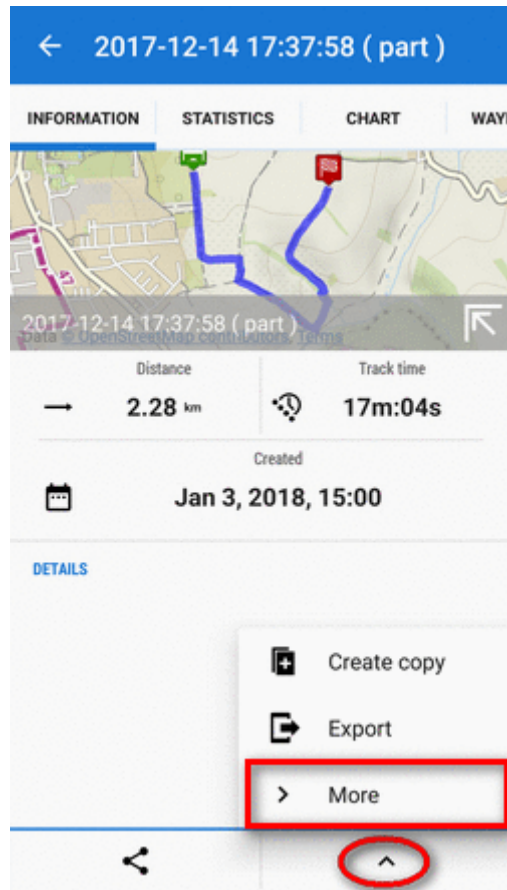 2017-12-14 17:37:58 ( part )
INFORMATION STATISTICS CHART WAY
47
2017-12-14 17:37:58 ( part )
Data © OpenStreetMap contributors, Terms
Distance Track time
2.28 km 17m:04s
Created
Jan 3, 2018, 15:00
DETAILS
Create copy
Export
More